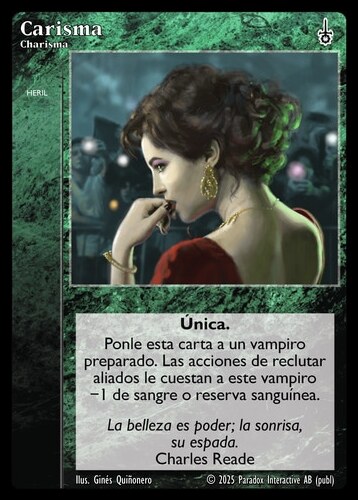 Carisma
Charisma
HERIL
Única.
Ponle esta carta a un vampiro
preparado. Las acciones de reclutar
aliados le cuestan a este vampiro
−1 de sangre o reserva sanguínea.
La belleza es poder; la sonrisa,
su espada.
Charles Reade
Ilus. Ginés Quiñonero
© 2025 Paradox Interactive AB (publ)